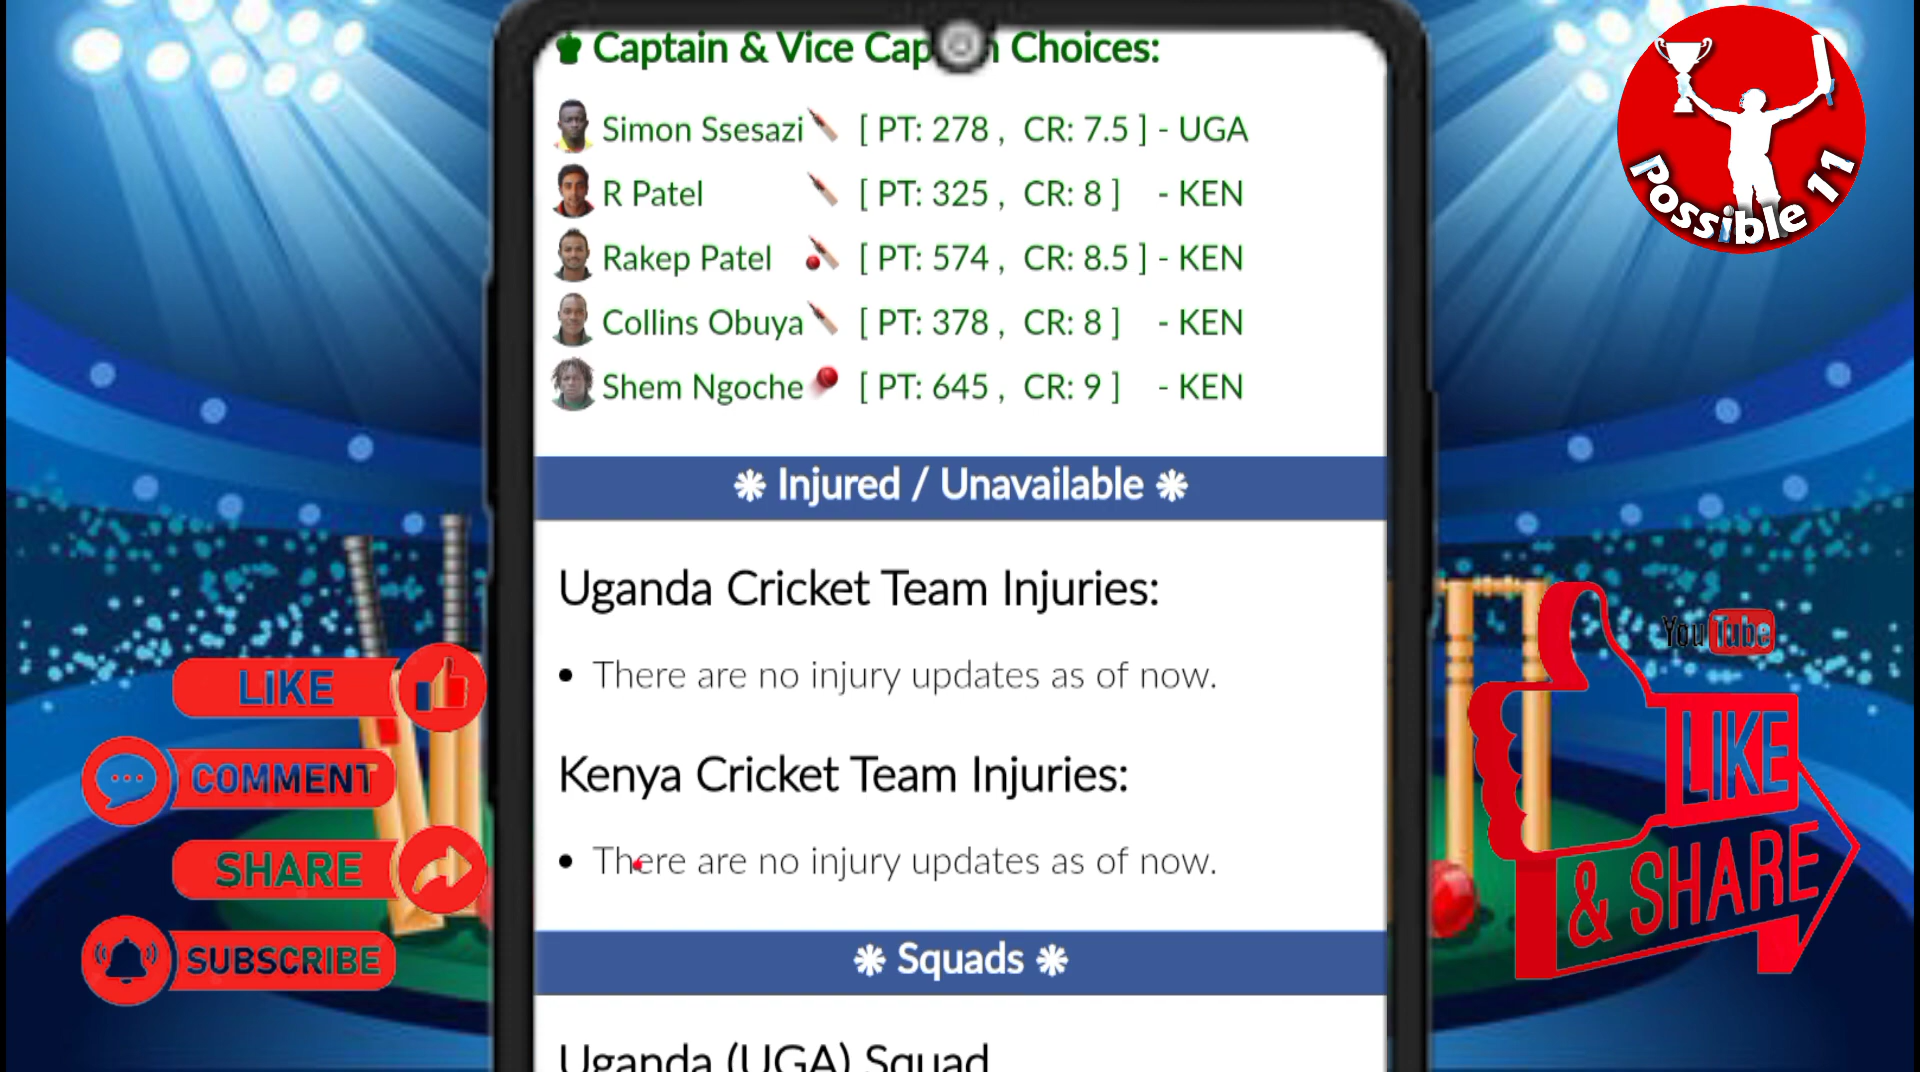 Captain & Vice Cap n Choices:
Simon Ssesazi [ PT: 278 , CR: 7.5 ] - UGA
R Patel [ PT: 325 , CR: 8 ] - KEN
Rakep Patel [ PT: 574 , CR: 8.5 ] - KEN
Collins Obuya [ PT: 378 , CR: 8 ] - KEN
Shem Ngoche [ PT: 645 , CR: 9 ] - KEN
Injured / Unavailable
Uganda Cricket Team Injuries:
• There are no injury updates as of now.
Kenya Cricket Team Injuries:
• There are no injury updates as of now.
Squads
Uganda (UGA) Squad
LIKE
COMMENT
SHARE
SUBSCRIBE
Possible 11
YouTube
LIKE
& SHARE